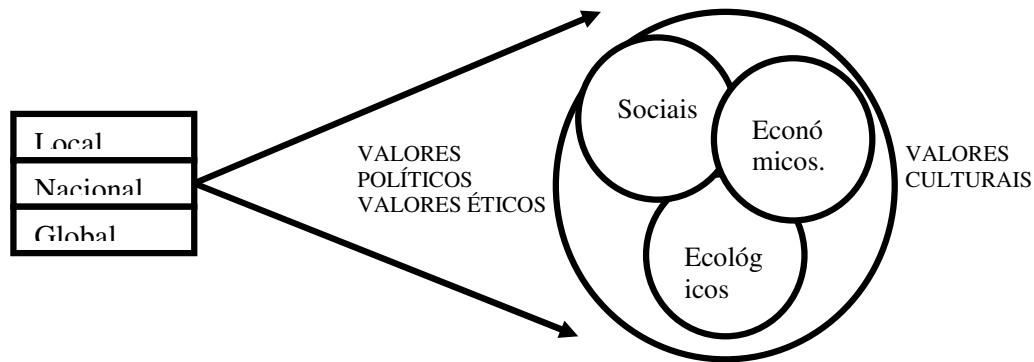 Local
Nacional
Global
VALORES
POLÍTICOS
VALORES ÉTICOS
Sociais
Econó
micos.
Ecológ
icos
VALORES
CULTURAIS